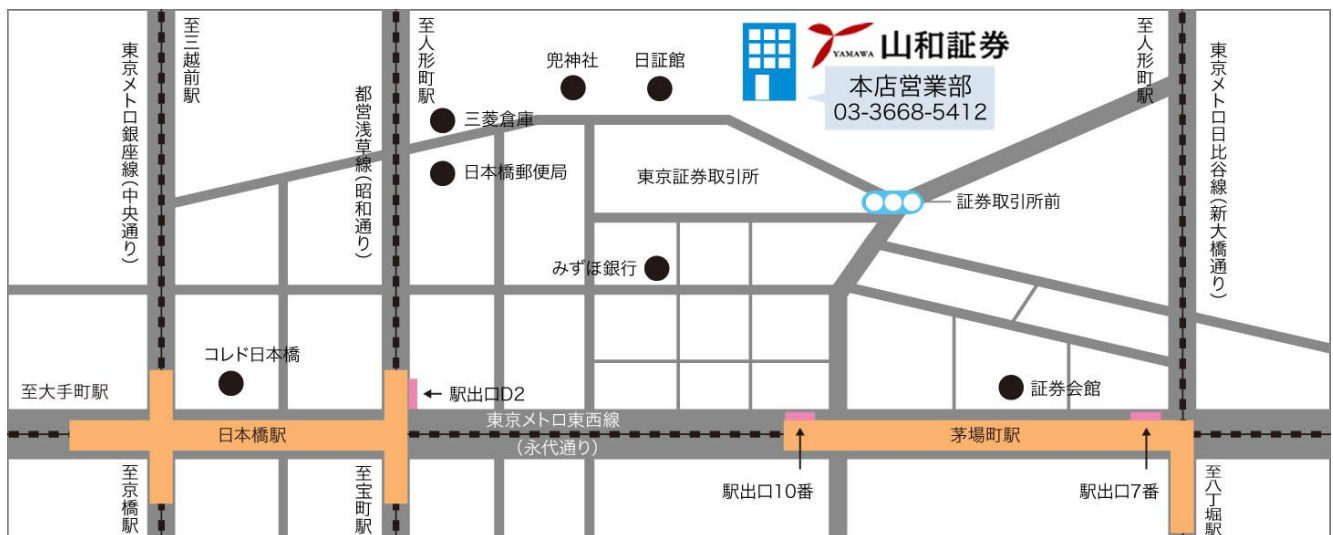 東京メトロ銀座線(中央通り)
至三越前駅
都営浅草線(昭和通り)
至人形町駅
兜神社
日証館
YAMAWA 山和証券
本店営業部
03-3668-5412
至人形町駅
東京メトロ日比谷線(新大橋通り)
三菱倉庫
日本橋郵便局
東京証券取引所
証券取引所前
みずほ銀行
コレド日本橋
至大手町駅
駅出口D2
証券会館
東京メトロ東西線
(永代通り)
日本橋駅
茅場町駅
至京橋駅
至宝町駅
駅出口10番
駅出口7番
至八丁堀駅